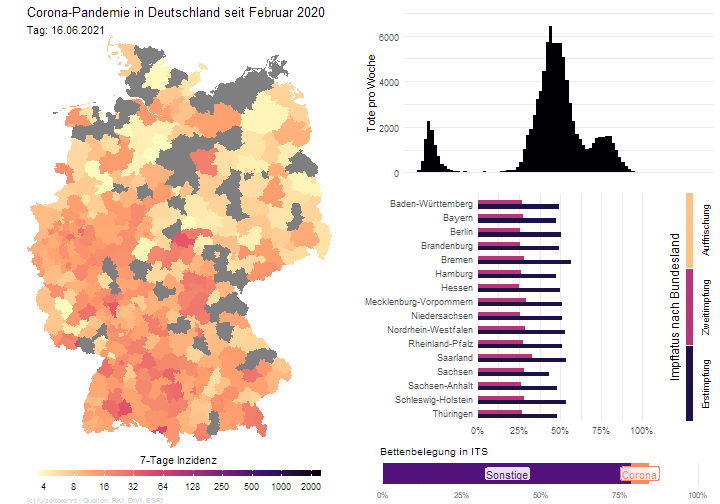 Corona-Pandemie in Deutschland seit Februar 2020
Tag: 16.06.2021
Tote pro Woche
6000
4000
2000
0
Baden-Württemberg
Bayern
Berlin
Brandenburg
Bremen
Hamburg
Hessen
Mecklenburg-Vorpommern
Niedersachsen
Nordrhein-Westfalen
Rheinland-Pfalz
Saarland
Sachsen
Sachsen-Anhalt
Schleswig-Holstein
Thüringen
0% 25% 50% 75% 100%
Impfstatus nach Bundesland
Auffrischung
Zweitimpfung
Erstimpfung
7-Tage Inzidenz
4 8 16 32 64 128 250 500 1000 2000
(c) /u/zeitbrennt | Quellen: RKI, DIVI, ESRI
Bettenbelegung in ITS
Sonstige
Corona
0% 25% 50% 75% 100%